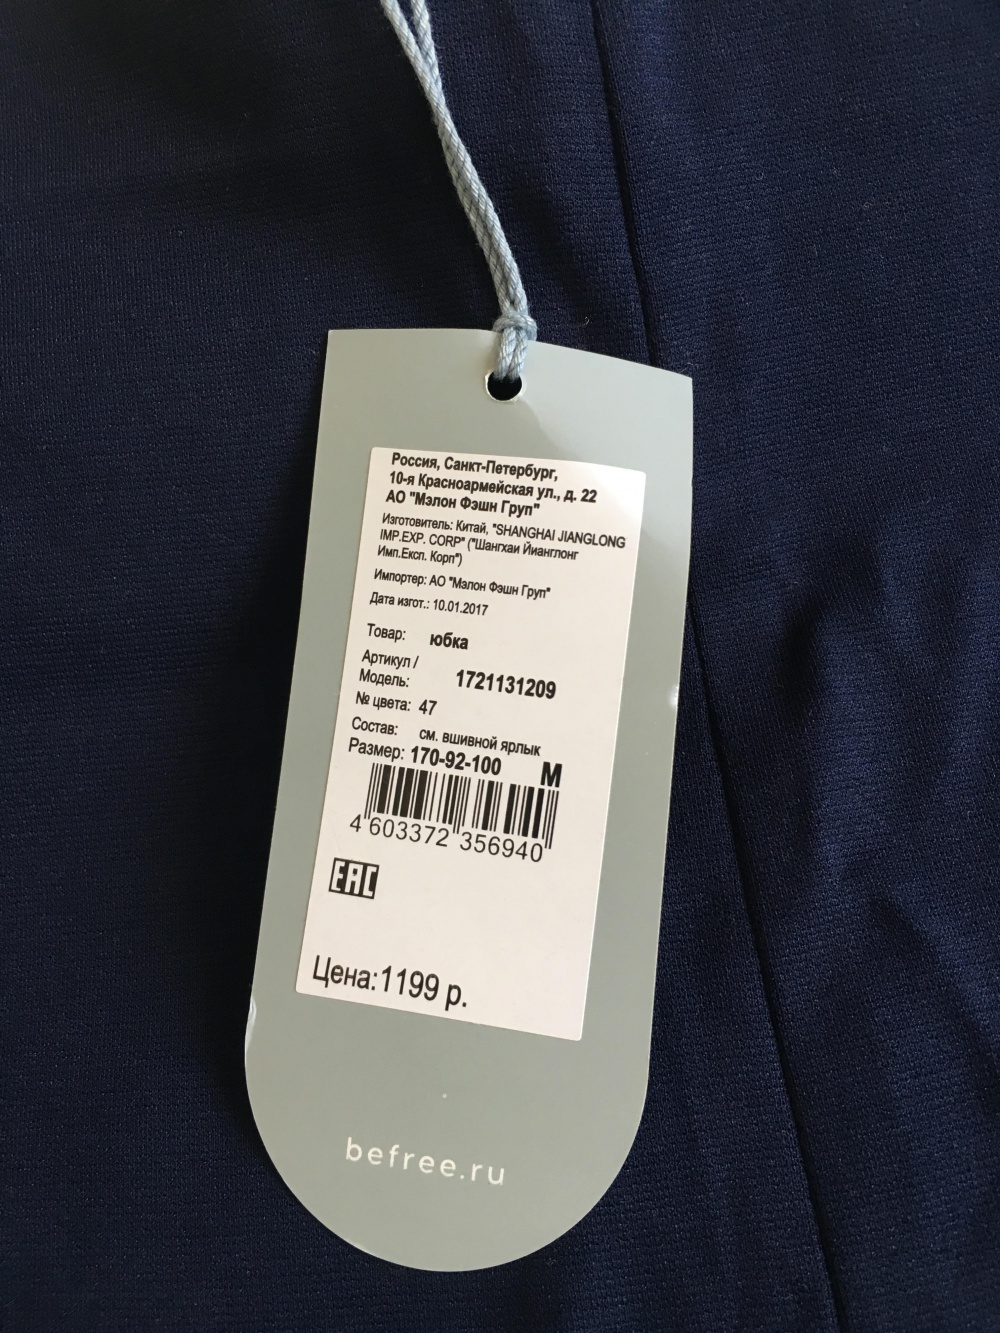 Россия, Санкт-Петербург,
10-я Красноармейская ул., д. 22
АО "Мэлон Фэшн Груп"
Изготовитель: Китай, "SHANGHAI JIANGLONG
IMP.EXP. CORP" ("Шангхаи Йианглонг
Имп.Експ. Корп")
Импортер: АО "Мэлон Фэшн Груп"
Дата изгот.: 10.01.2017
Товар: юбка
Артикул /
Модель: 1721131209
№ цвета: 47
Состав: см. вшивной ярлык
Размер: 170-92-100 M
4 603372 356940
EAC
Цена:1199 р.
befree.ru